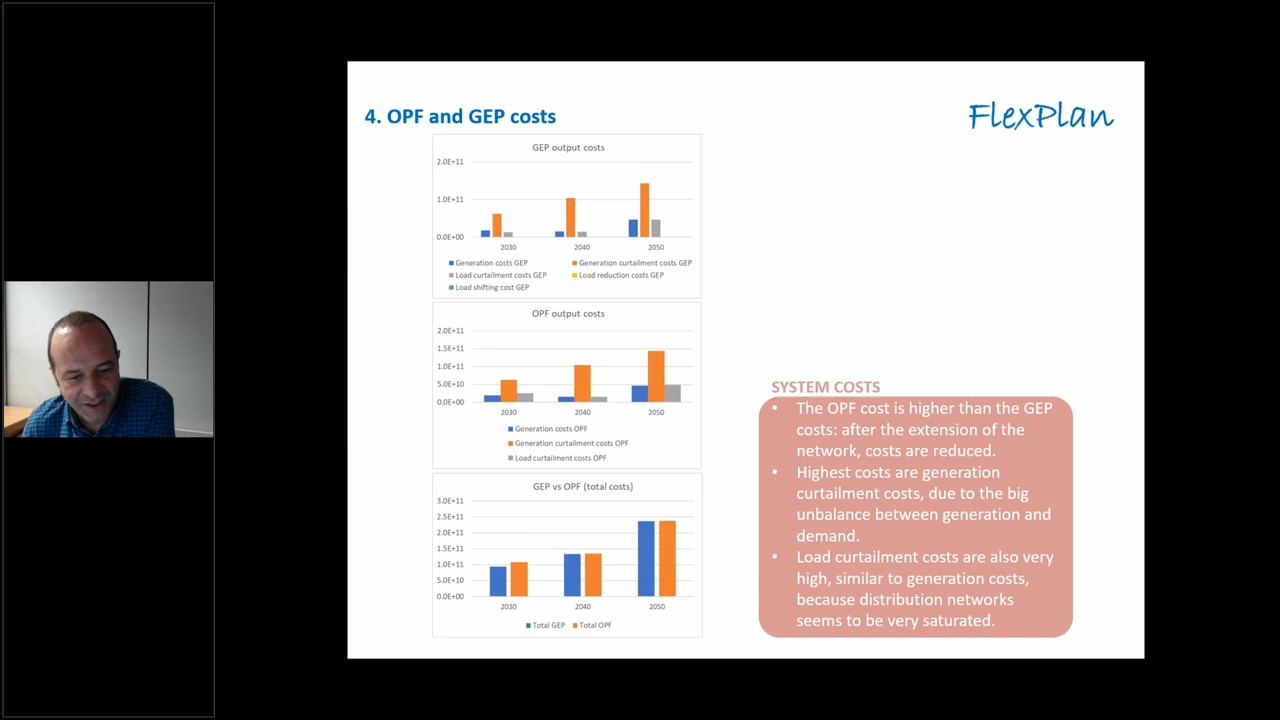 4. OPF and GEP costs
FlexPlan
GEP output costs
2.0E+11
1.0E+11
0.0E+00
2030 2040 2050
Generation costs GEP Generation curtailment costs GEP
Load curtailment costs GEP Load reduction costs GEP
Load shifting cost GEP
OPF output costs
2.0E+11
1.5E+11
1.0E+11
5.0E+10
0.0E+00
2030 2040 2050
Generation costs OPF
Generation curtailment costs OPF
Load curtailment costs OPF
GEP vs OPF (total costs)
3.0E+11
2.5E+11
2.0E+11
1.5E+11
1.0E+11
5.0E+10
0.0E+00
2030 2040 2050
Total GEP Total OPF
SYSTEM COSTS
• The OPF cost is higher than the GEP
costs: after the extension of the
network, costs are reduced.
• Highest costs are generation
curtailment costs, due to the big
unbalance between generation and
demand.
• Load curtailment costs are also very
high, similar to generation costs,
because distribution networks
seems to be very saturated.